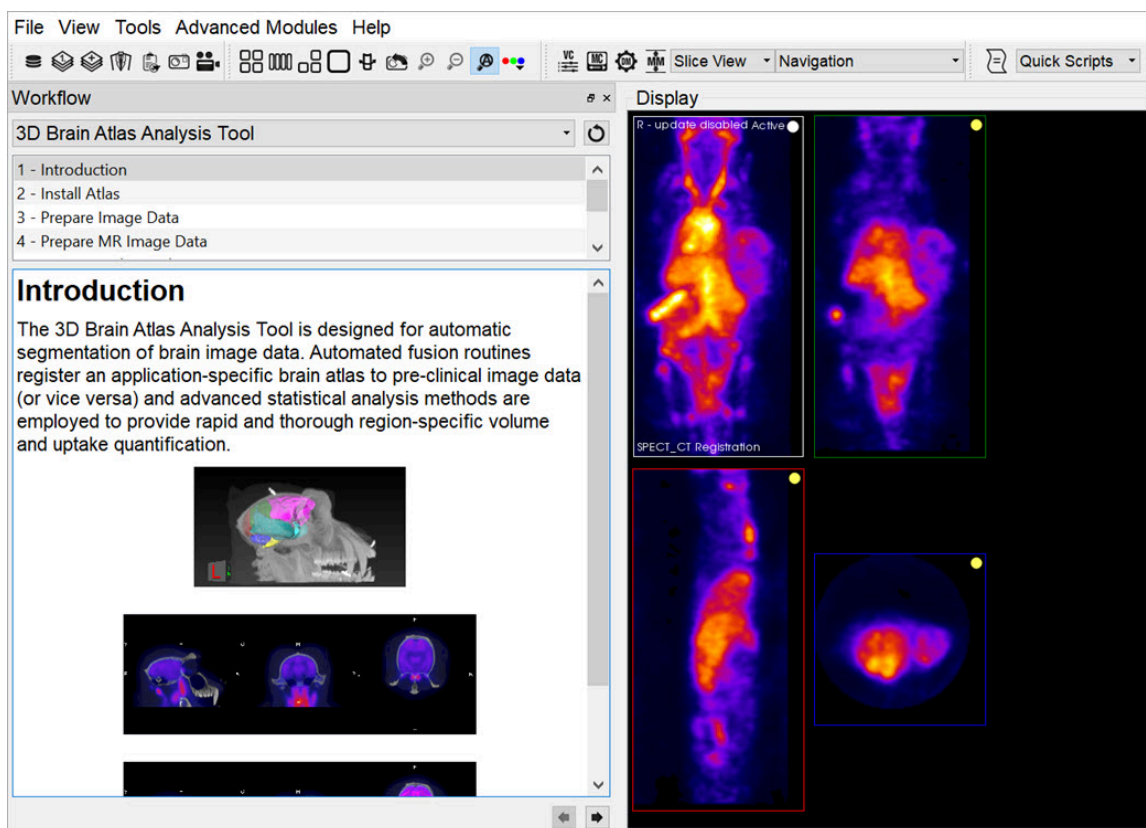 File View Tools Advanced Modules Help
VC MC DM MM Slice View Navigation Quick Scripts
Workflow
Display
3D Brain Atlas Analysis Tool
1 - Introduction
2 - Install Atlas
3 - Prepare Image Data
4 - Prepare MR Image Data
Introduction
The 3D Brain Atlas Analysis Tool is designed for automatic
segmentation of brain image data. Automated fusion routines
register an application-specific brain atlas to pre-clinical image data
(or vice versa) and advanced statistical analysis methods are
employed to provide rapid and thorough region-specific volume
and uptake quantification.
L
R - update disabled Active
SPECT_CT Registration